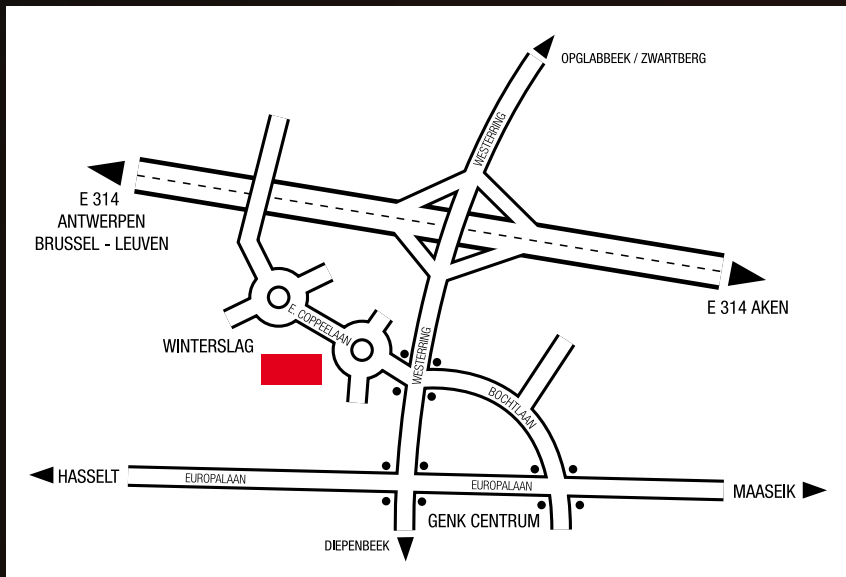 OPGLABBEEK / ZWARTBERG
WESTERRING
E 314
ANTWERPEN
BRUSSEL - LEUVEN
E 314 AKEN
E. COPPEELAAN
WINTERSLAG
WESTERRING
BOCHTLAAN
HASSELT
EUROPALAAN
EUROPALAAN
MAASEIK
GENK CENTRUM
DIEPENBEEK